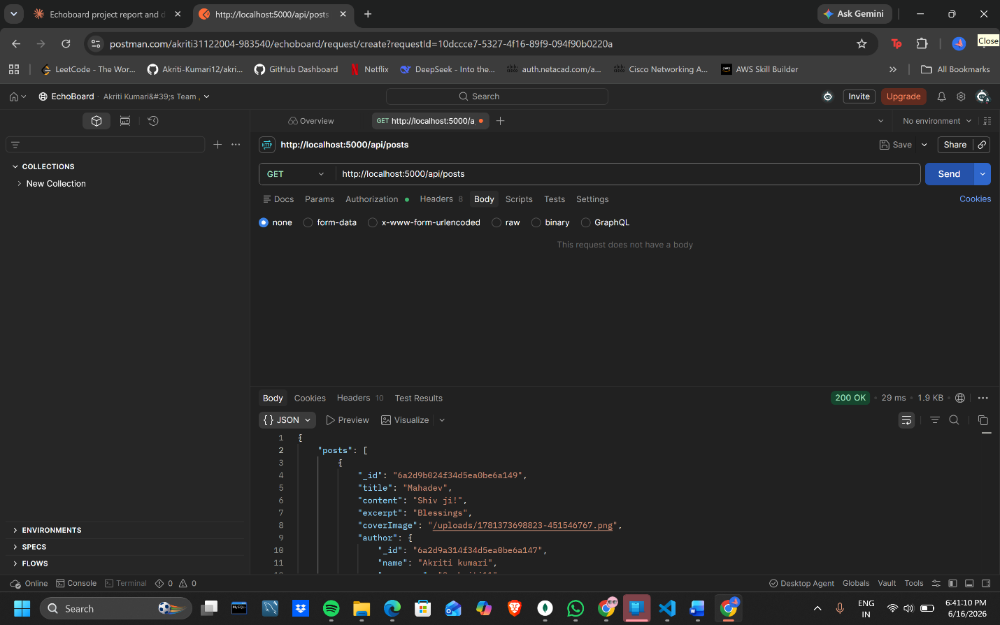 Echoboard project report and d
http://localhost:5000/api/posts
Ask Gemini
postman.com/akriti31122004-983540/echoboard/request/create?requestId=10dccce7-5327-4f16-89f9-094f90b0220a
Close
LeetCode - The Wor...
Akriti-Kumari12/akri...
GitHub Dashboard
Netflix
DeepSeek - Into the...
auth.netacad.com/a...
Cisco Networking A...
AWS Skill Builder
All Bookmarks
EchoBoard
Akriti Kumari&#39;s Team ,
Search
Invite
Upgrade
Overview
GET http://localhost:5000/a
No environment
HTTP http://localhost:5000/api/posts
Save
Share
COLLECTIONS
New Collection
GET
http://localhost:5000/api/posts
Send
Docs Params Authorization Headers 8 Body Scripts Tests Settings
Cookies
none form-data x-www-form-urlencoded raw binary GraphQL
This request does not have a body
Body Cookies Headers 10 Test Results
200 OK • 29 ms • 1.9 KB
{} JSON Preview Visualize
1 {
2 "posts": [
3 {
4 "_id": "6a2d9b024f34d5ea0be6a149",
5 "title": "Mahadev",
6 "content": "Shiv ji!",
7 "excerpt": "Blessings",
8 "coverImage": "/uploads/1781373698823-451546767.png",
9 "author": {
10 "_id": "6a2d9a314f34d5ea0be6a147",
11 "name": "Akriti kumari",
ENVIRONMENTS
SPECS
FLOWS
Online Console Terminal 0 0
Desktop Agent Globals Vault Tools
Search
MySQL
ENG
IN
6:41:10 PM
6/16/2026